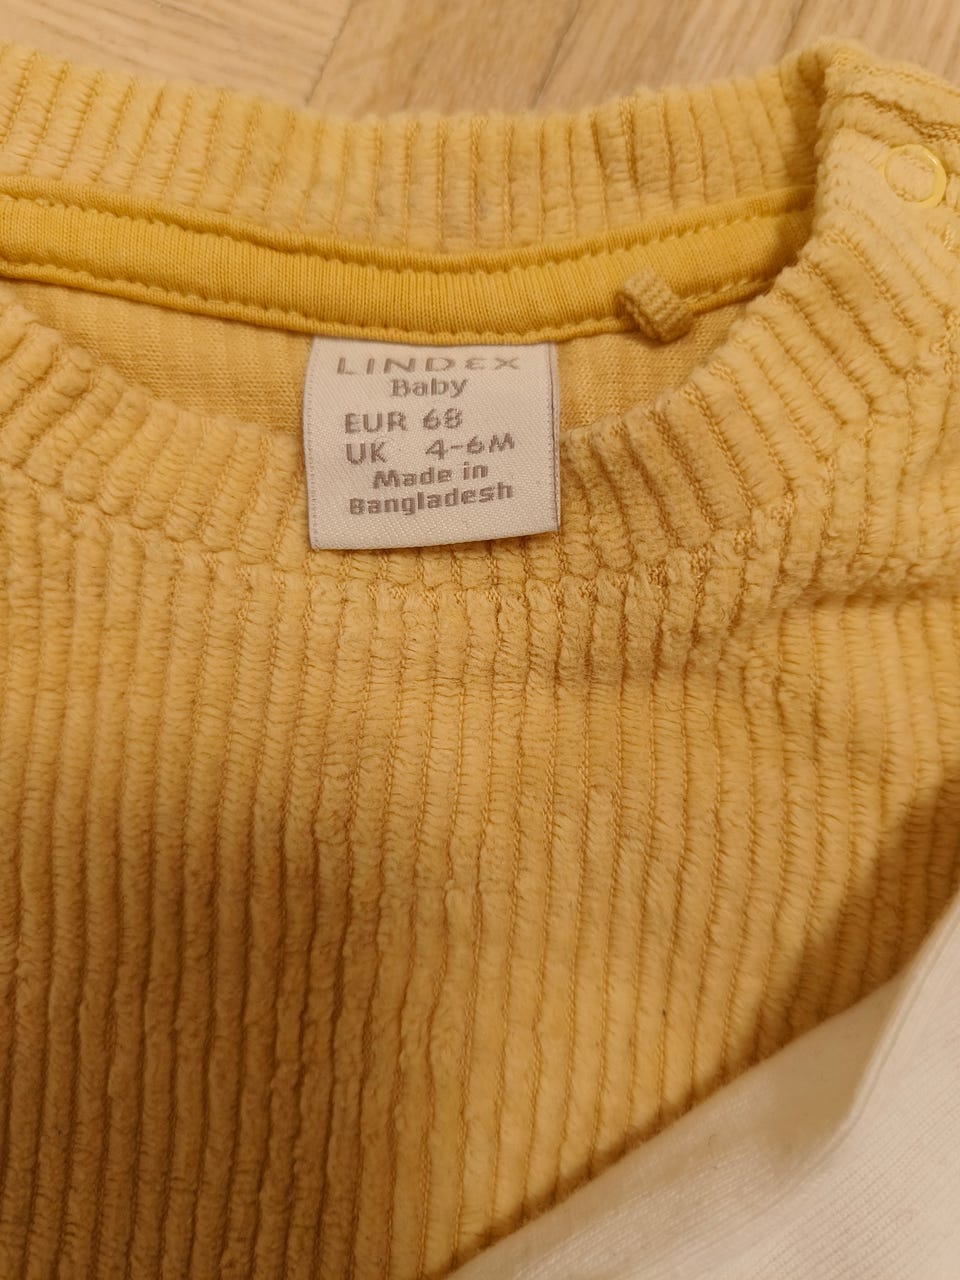 LINDEX
Baby
EUR 68
UK 4-6M
Made in
Bangladesh